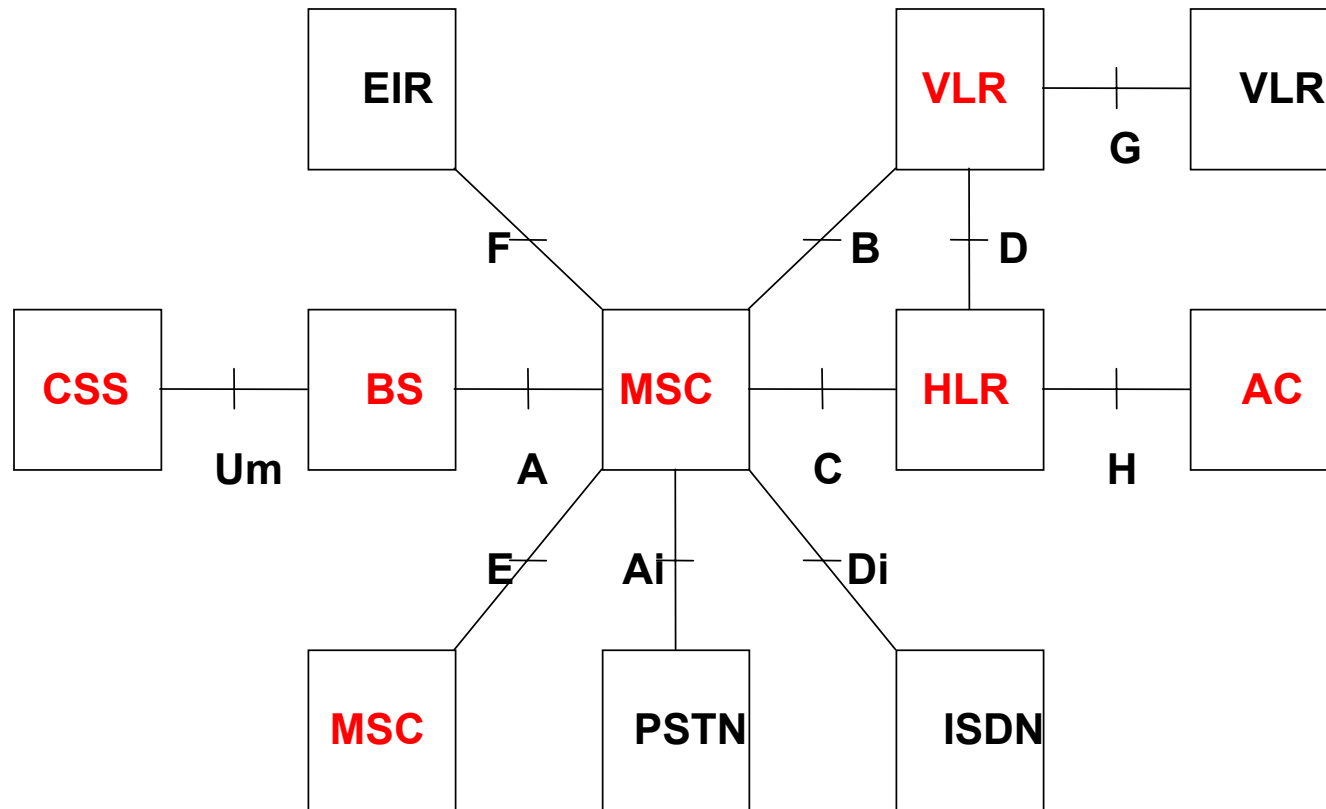 EIR
VLR
VLR
G
F
B
D
CSS
BS
MSC
HLR
AC
Um
A
C
H
E
Ai
Di
MSC
PSTN
ISDN